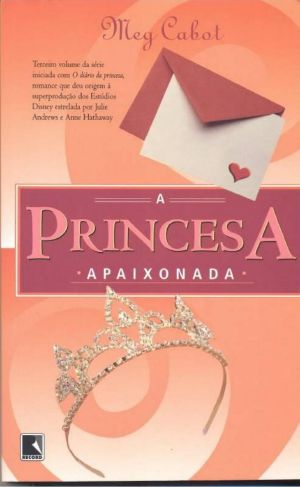 Meg Cabot
Terceiro volume da série
iniciada com O diário da princesa,
romance que deu origem à
superprodução dos Estúdios
Disney estrelada por Julie
Andrews e Anne Hathaway
A
PRINCESA
APAIXONADA
RECORD